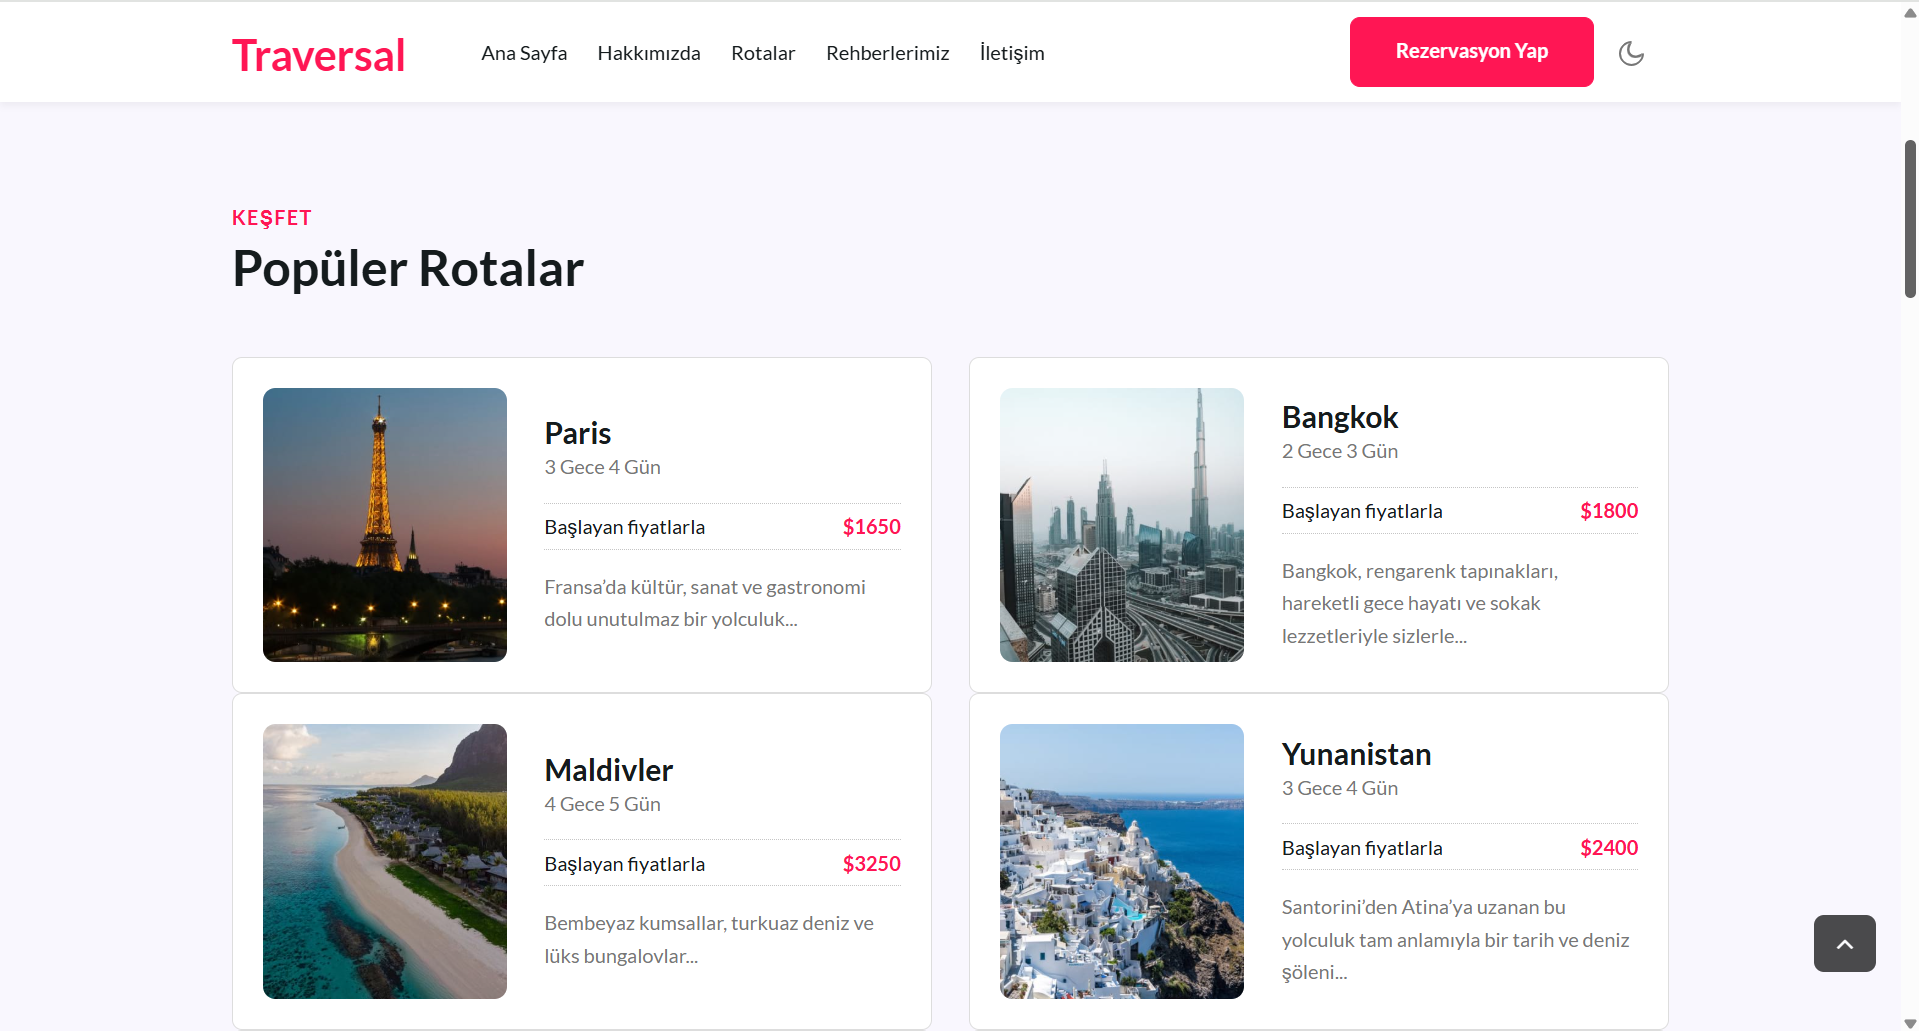 Traversal
Ana Sayfa
Hakkımızda
Rotalar
Rehberlerimiz
İletişim
Rezervasyon Yap
KEŞFET
Popüler Rotalar
Paris
3 Gece 4 Gün
Başlayan fiyatlarla $1650
Fransa’da kültür, sanat ve gastronomi
dolu unutulmaz bir yolculuk...
Bangkok
2 Gece 3 Gün
Başlayan fiyatlarla $1800
Bangkok, rengarenk tapınakları,
hareketli gece hayatı ve sokak
lezzetleriyle sizlerle...
Maldivler
4 Gece 5 Gün
Başlayan fiyatlarla $3250
Bembeyaz kumsallar, turkuaz deniz ve
lüks bungalovlar...
Yunanistan
3 Gece 4 Gün
Başlayan fiyatlarla $2400
Santorini’den Atina’ya uzanan bu
yolculuk tam anlamıyla bir tarih ve deniz
şöleni...